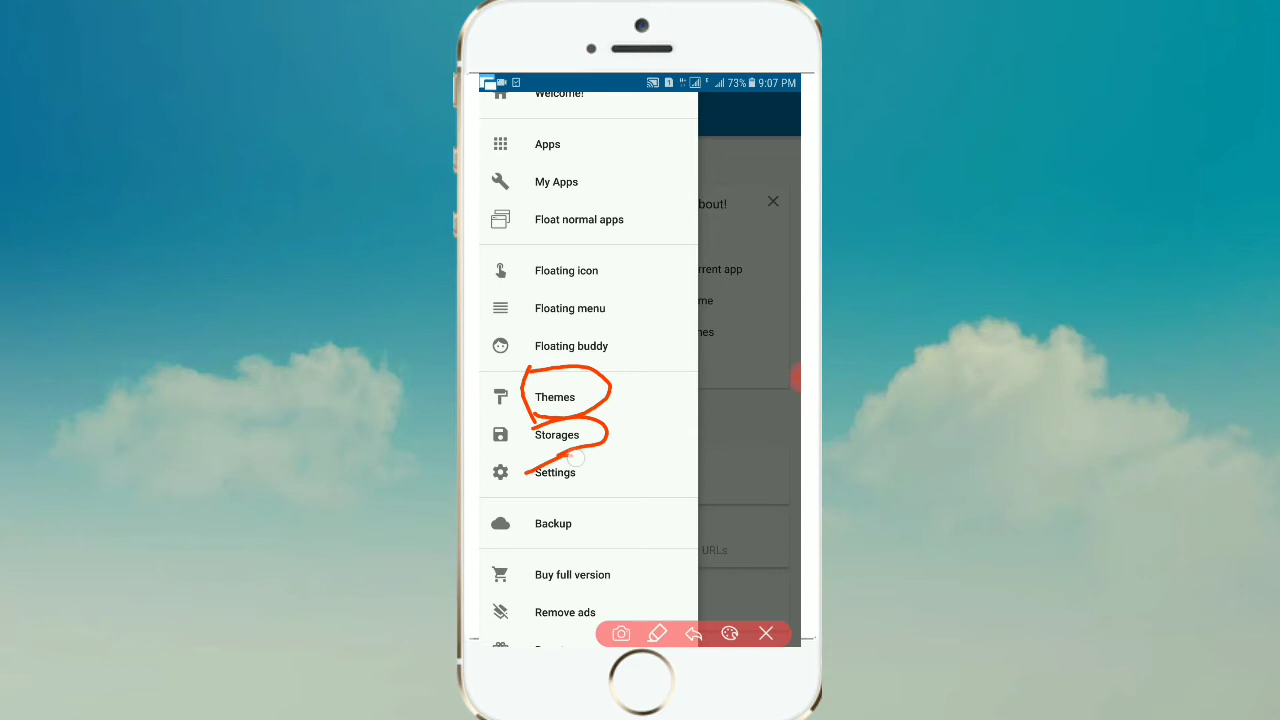 73% 9:07 PM
Welcome!
Apps
My Apps
Float normal apps
Floating icon
Floating menu
Floating buddy
Themes
Storages
Settings
Backup
Buy full version
Remove ads
bout!
rrent app
me
nes
URLs